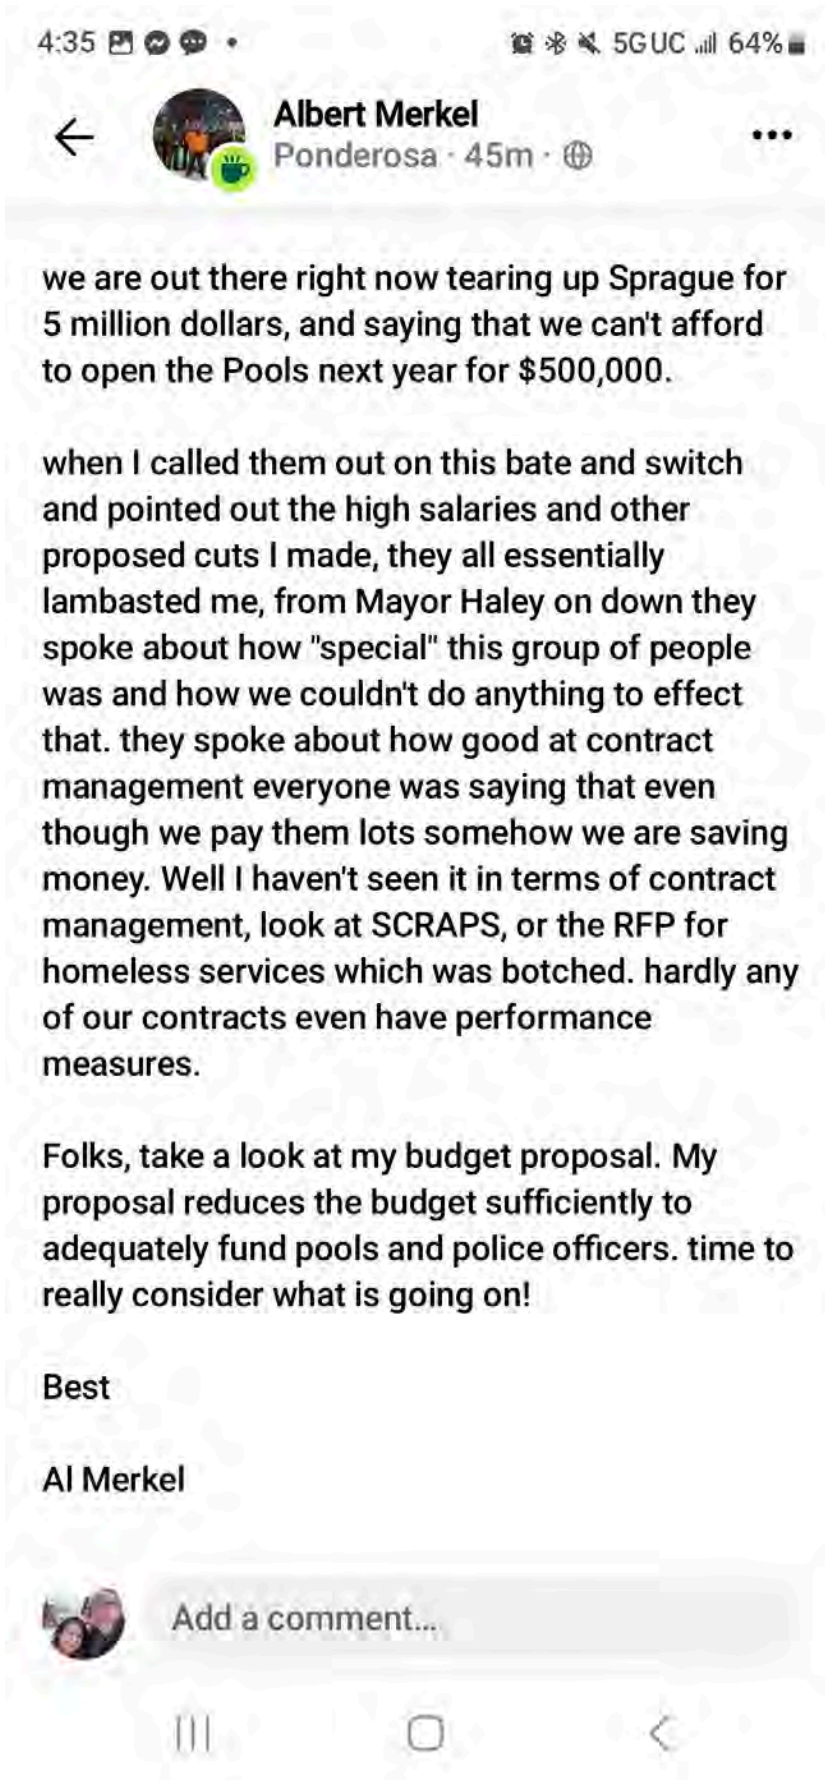 4:35
5G UC 64%
Albert Merkel
Ponderosa · 45m ·
we are out there right now tearing up Sprague for
5 million dollars, and saying that we can't afford
to open the Pools next year for $500,000.
when I called them out on this bate and switch
and pointed out the high salaries and other
proposed cuts I made, they all essentially
lambasted me, from Mayor Haley on down they
spoke about how "special" this group of people
was and how we couldn't do anything to effect
that. they spoke about how good at contract
management everyone was saying that even
though we pay them lots somehow we are saving
money. Well I haven't seen it in terms of contract
management, look at SCRAPS, or the RFP for
homeless services which was botched. hardly any
of our contracts even have performance
measures.
Folks, take a look at my budget proposal. My
proposal reduces the budget sufficiently to
adequately fund pools and police officers. time to
really consider what is going on!
Best
Al Merkel
Add a comment...